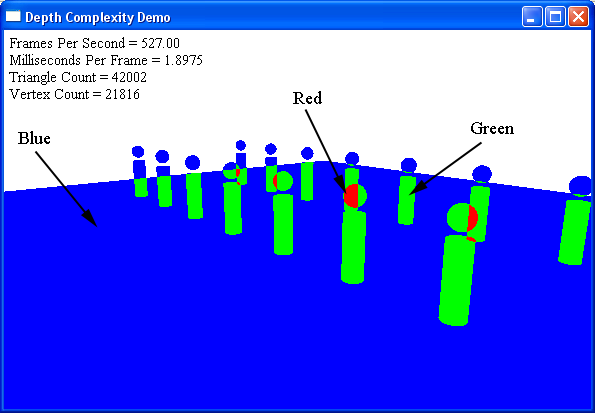 Depth Complexity Demo
Frames Per Second = 527.00
Milliseconds Per Frame = 1.8975
Triangle Count = 42002
Vertex Count = 21816
Red
Green
Blue